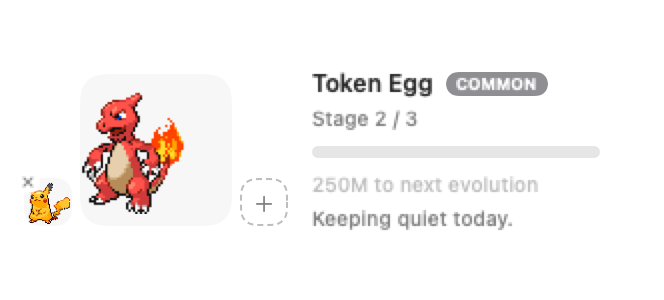 Token Egg COMMON
Stage 2 / 3
250M to next evolution
Keeping quiet today.